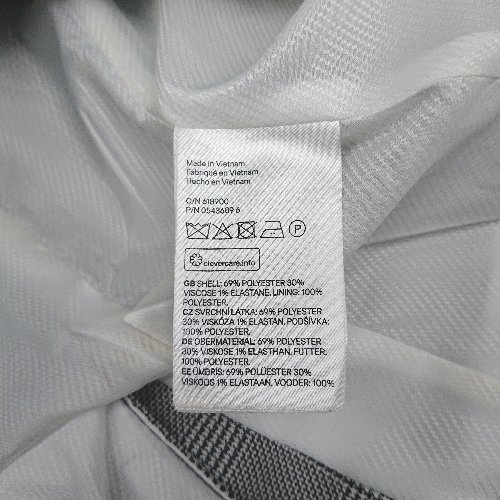 Made in Vietnam
Fabriqué en Vietnam
Hecho en Vietnam
O/N 618900
P/N 0543689 6
P
clevercare.info
GB SHELL: 69% POLYESTER 30%
VISCOSE 1% ELASTANE. LINING: 100%
POLYESTER.
CZ SVRCHNÍ LÁTKA: 69% POLYESTER
30% VISKÓZA 1% ELASTAN. PODŠÍVKA:
100% POLYESTER.
DE OBERMATERIAL: 69% POLYESTER
30% VISKOSE 1% ELASTHAN. FUTTER:
100% POLYESTER.
EE ÜMBRIS: 69% POLÜESTER 30%
VISKOOS 1% ELASTAAN. VOODER: 100%